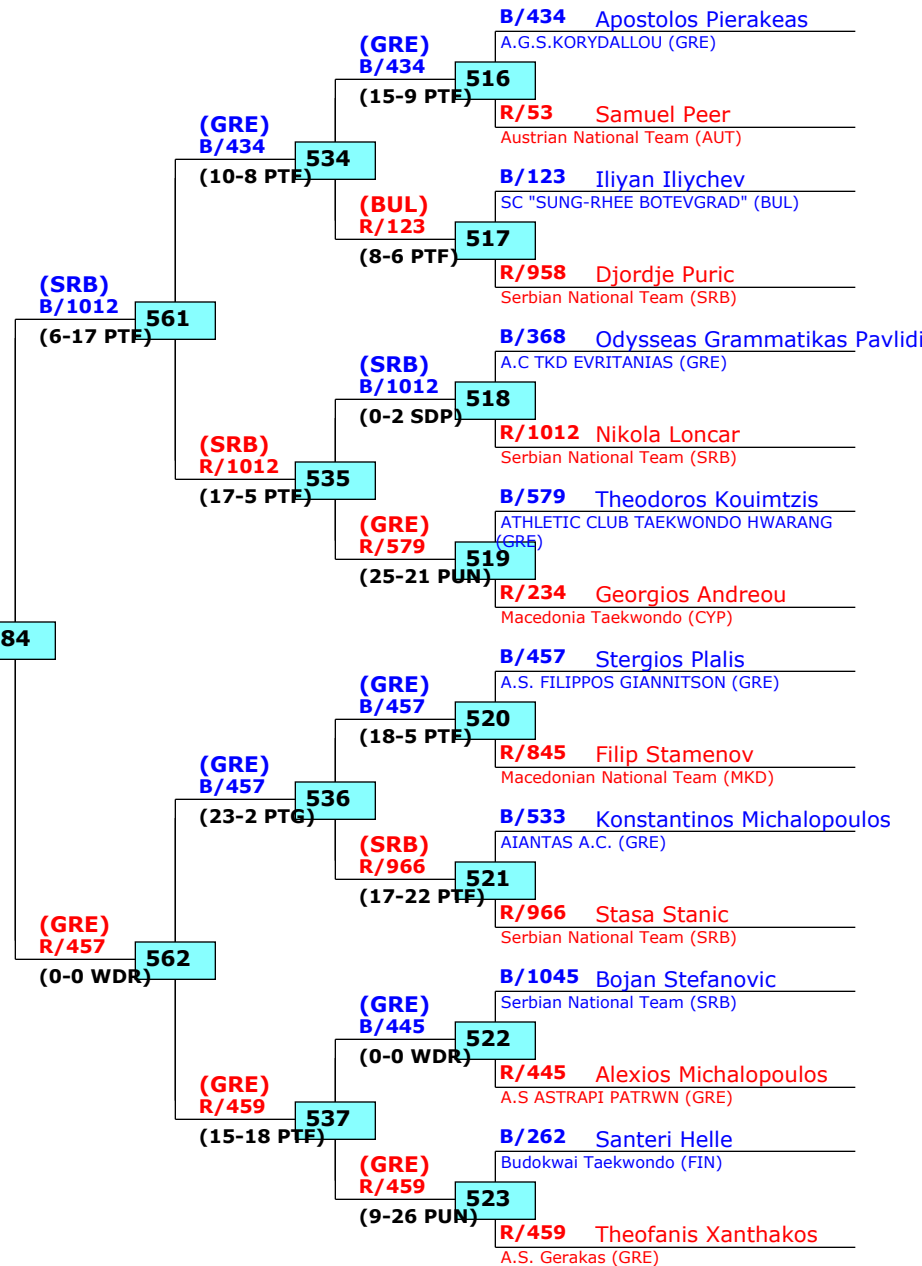 B/434 Apostolos Pierakeas
A.G.S.KORYDALLOU (GRE)
(GRE)
B/434
516
(15-9 PTF)
R/53 Samuel Peer
Austrian National Team (AUT)
(GRE)
B/434
534
(10-8 PTF)
B/123 Iliyan Iliychev
SC "SUNG-RHEE BOTEVGRAD" (BUL)
(BUL)
R/123
517
(8-6 PTF)
R/958 Djordje Puric
Serbian National Team (SRB)
(SRB)
B/1012
561
(6-17 PTF)
B/368 Odysseas Grammatikas Pavlidi
A.C TKD EVRITANIAS (GRE)
(SRB)
B/1012
518
(0-2 SDP)
R/1012 Nikola Loncar
Serbian National Team (SRB)
(SRB)
R/1012
535
(17-5 PTF)
B/579 Theodoros Kouimtzis
ATHLETIC CLUB TAEKWONDO HWARANG
(GRE)
(GRE)
R/579
519
(25-21 PUN)
R/234 Georgios Andreou
Macedonia Taekwondo (CYP)
84
B/457 Stergios Plalis
A.S. FILIPPOS GIANNITSON (GRE)
(GRE)
B/457
520
(18-5 PTF)
R/845 Filip Stamenov
Macedonian National Team (MKD)
(GRE)
B/457
536
(23-2 PTG)
B/533 Konstantinos Michalopoulos
AIANTAS A.C. (GRE)
(SRB)
R/966
521
(17-22 PTF)
R/966 Stasa Stanic
Serbian National Team (SRB)
(GRE)
R/457
562
(0-0 WDR)
B/1045 Bojan Stefanovic
Serbian National Team (SRB)
(GRE)
B/445
522
(0-0 WDR)
R/445 Alexios Michalopoulos
A.S ASTRAPI PATRWN (GRE)
(GRE)
R/459
537
(15-18 PTF)
B/262 Santeri Helle
Budokwai Taekwondo (FIN)
(GRE)
R/459
523
(9-26 PUN)
R/459 Theofanis Xanthakos
A.S. Gerakas (GRE)